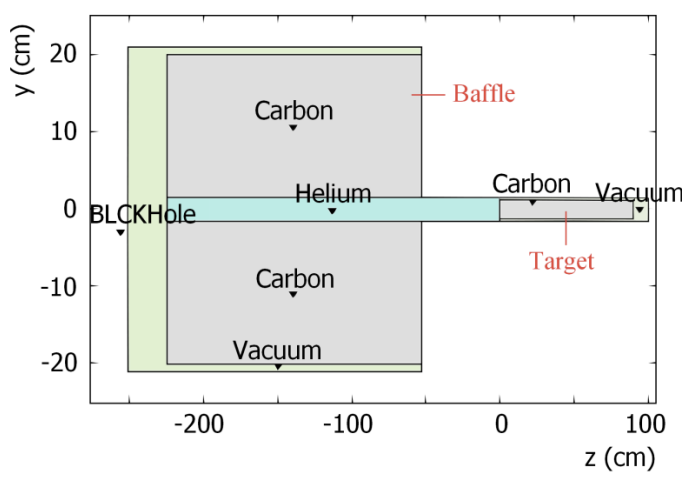 y (cm)
20
10
0
-10
-20
Carbon
Baffle
Helium
Carbon
Vacuum
BLCKHole
Target
Carbon
Vacuum
-200
-100
0
100
z (cm)